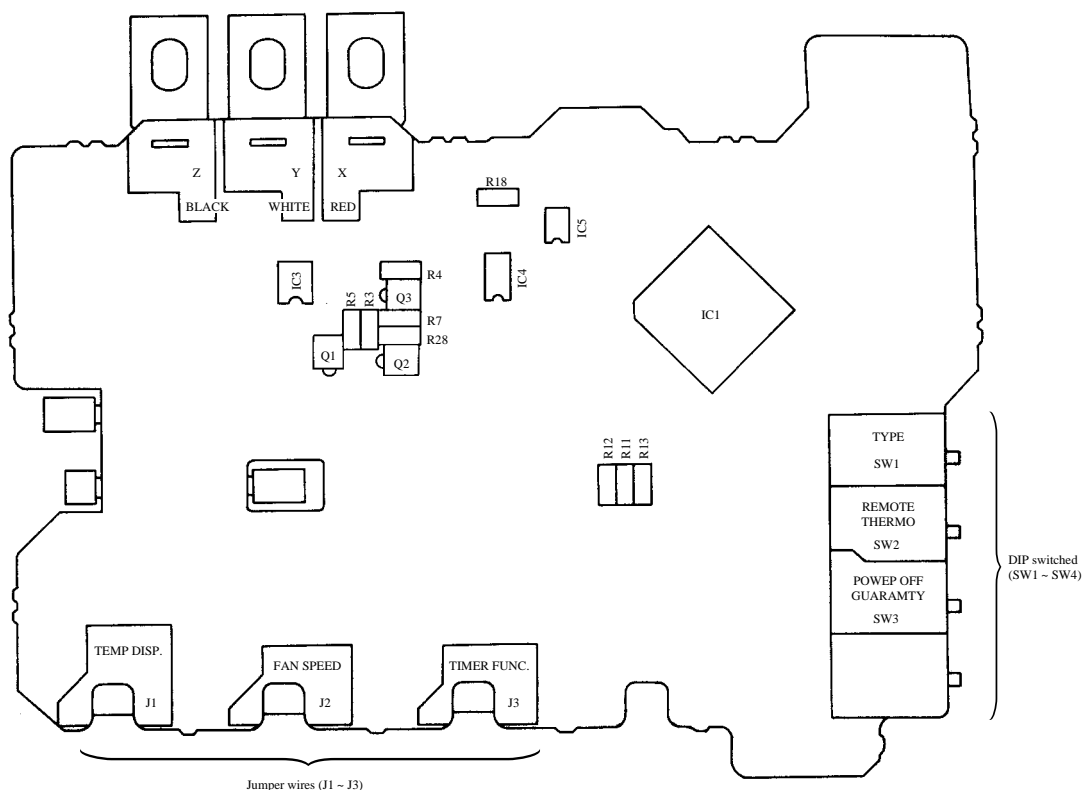 Z
Y
X
BLACK
WHITE
RED
R18
IC5
IC3
R4
IC4
Q3
R5
R3
R7
IC1
R28
Q1
Q2
R12
R11
R13
TYPE
SW1
REMOTE
THERMO
SW2
DIP switched
(SW1 ~ SW4)
POWEP OFF
GUARAMTY
SW3
TEMP DISP.
J1
FAN SPEED
J2
TIMER FUNC.
J3
Jumper wires (J1 ~ J3)